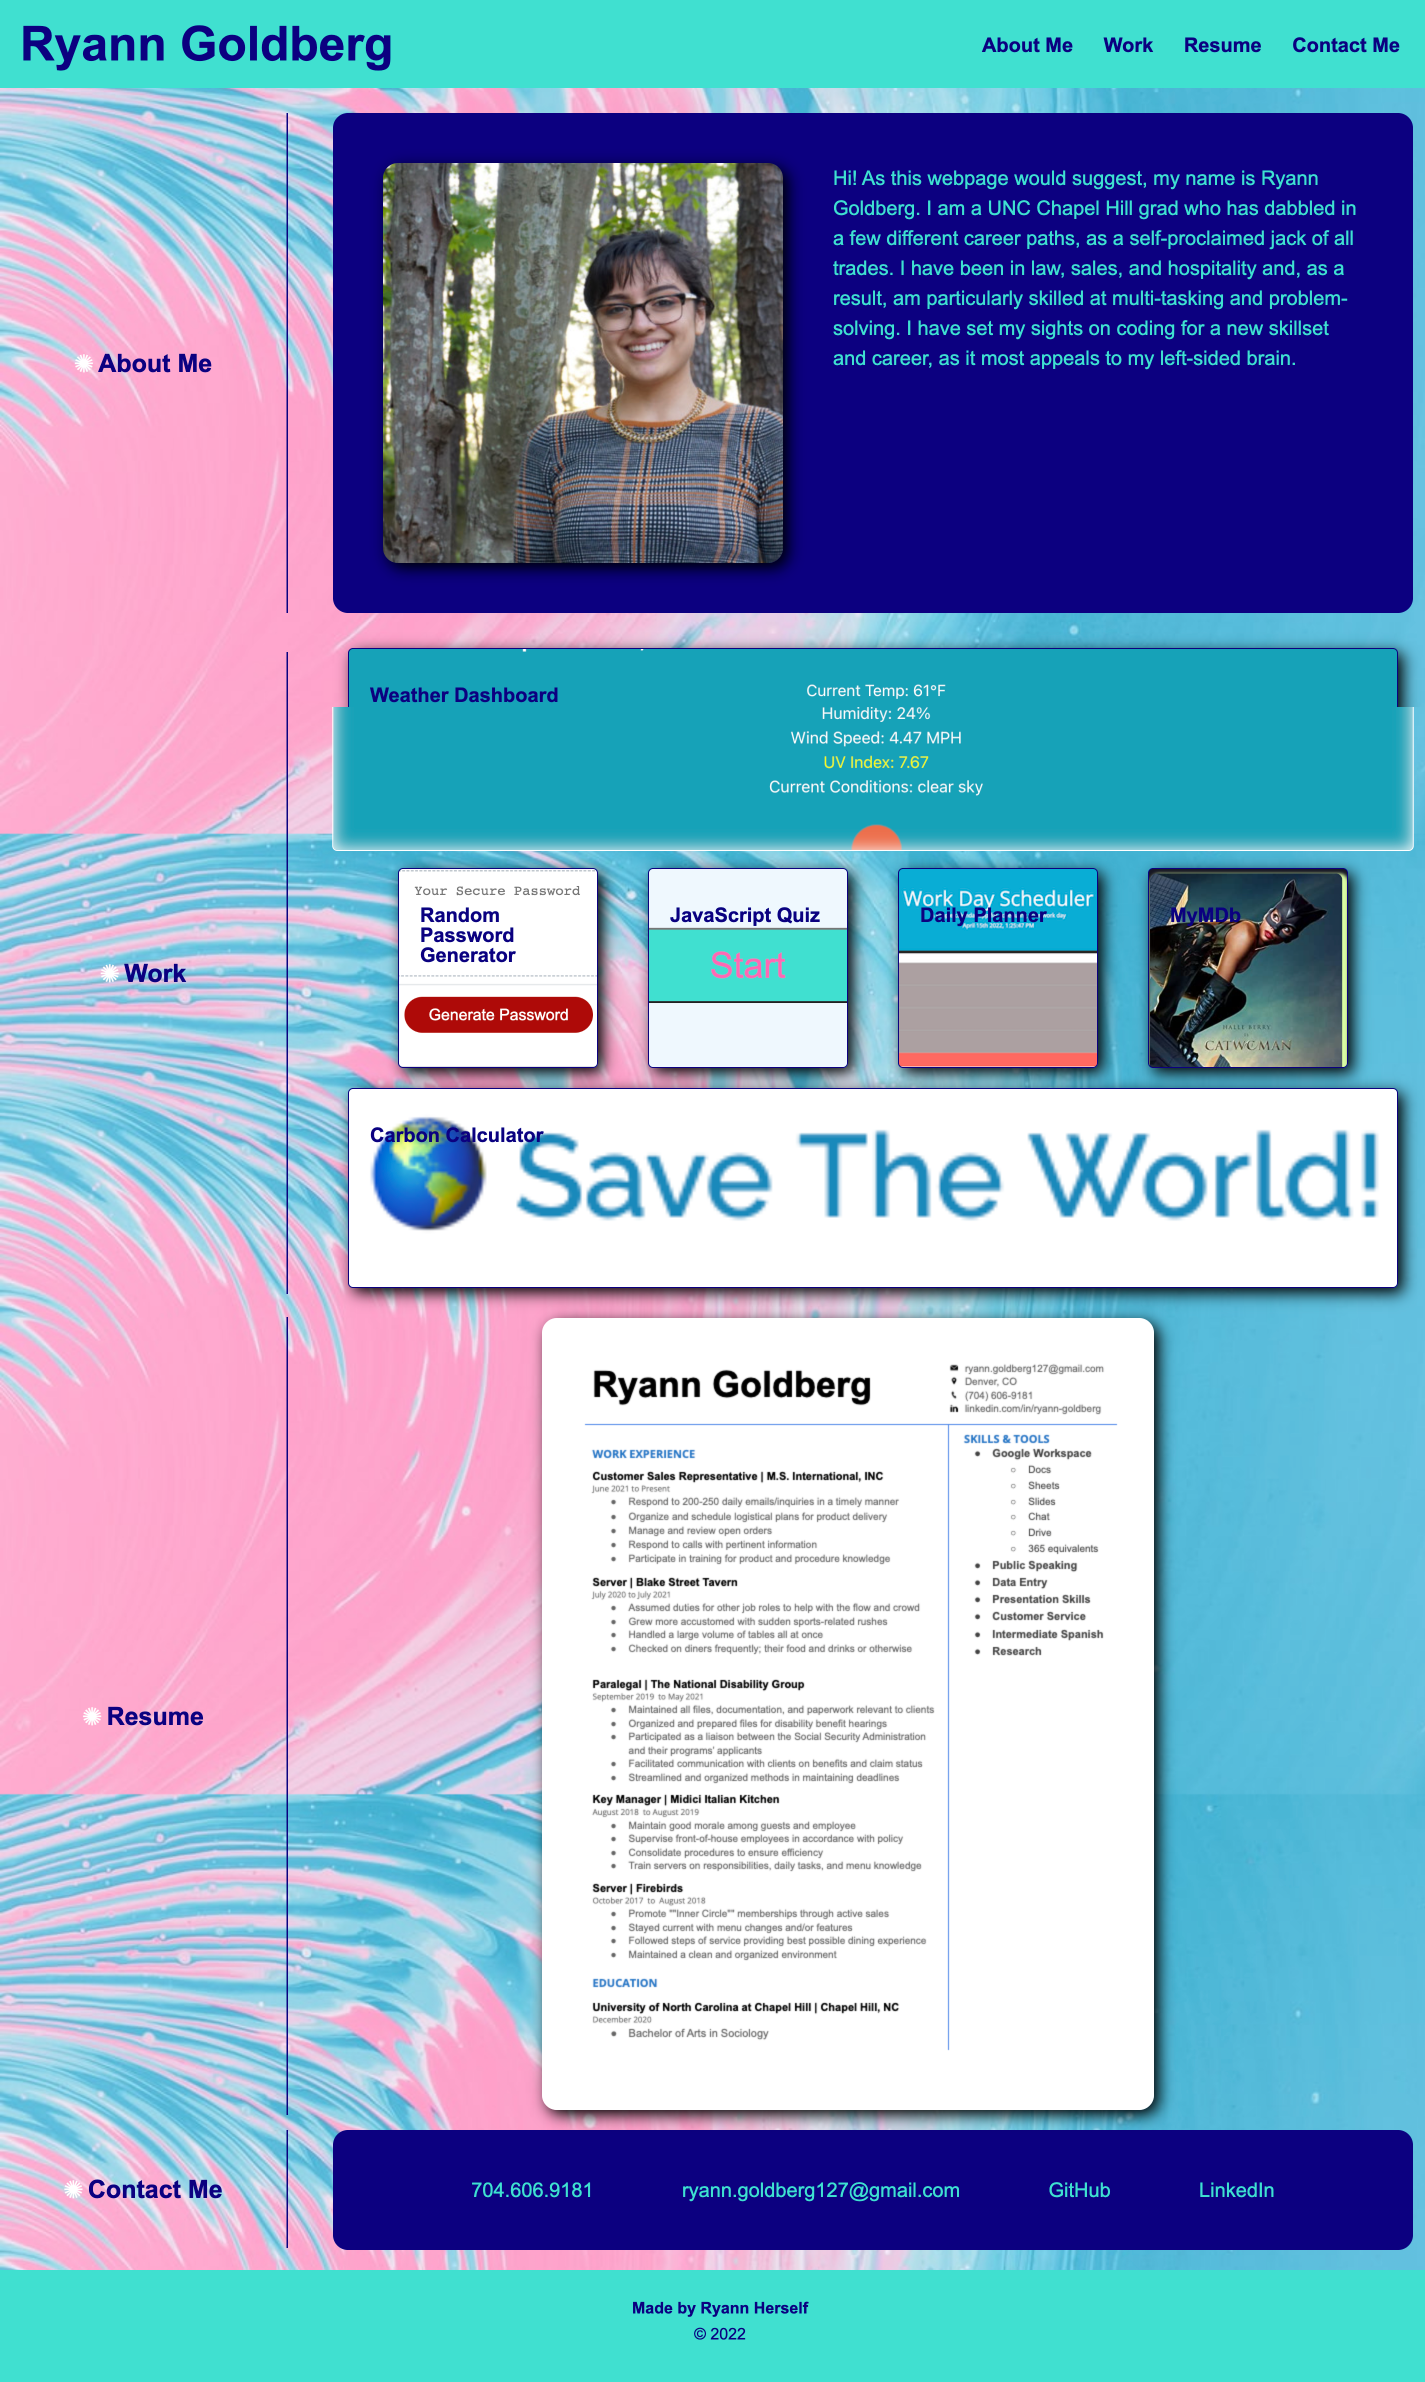 Ryann Goldberg
About Me Work Resume Contact Me
About Me
Hi! As this webpage would suggest, my name is Ryann
Goldberg. I am a UNC Chapel Hill grad who has dabbled in
a few different career paths, as a self-proclaimed jack of all
trades. I have been in law, sales, and hospitality and, as a
result, am particularly skilled at multi-tasking and problem-
solving. I have set my sights on coding for a new skillset
and career, as it most appeals to my left-sided brain.
Work
Weather Dashboard
Current Temp: 61°F
Humidity: 24%
Wind Speed: 4.47 MPH
UV Index: 7.67
Current Conditions: clear sky
Your Secure Password
Random
Password
Generator
Generate Password
JavaScript Quiz
Start
Work Day Scheduler
Daily Planner
April 15th 2022, 1:25:47 PM
MyMDb
HALLE BERRY
CATWOMAN
Carbon Calculator
Save The World!
Resume
Ryann Goldberg
ryann.goldberg127@gmail.com
Denver, CO
(704) 606-9181
linkedin.com/in/ryann-goldberg
WORK EXPERIENCE
Customer Sales Representative | M.S. International, INC
June 2021 to Present
● Respond to 200-250 daily emails/inquiries in a timely manner
● Organize and schedule logistical plans for product delivery
● Manage and review open orders
● Respond to calls with pertinent information
● Participate in training for product and procedure knowledge
Server | Blake Street Tavern
July 2020 to July 2021
● Assumed duties for other job roles to help with the flow and crowd
● Grew more accustomed with sudden sports-related rushes
● Handled a large volume of tables all at once
● Checked on diners frequently; their food and drinks or otherwise
Paralegal | The National Disability Group
September 2019 to May 2021
● Maintained all files, documentation, and paperwork relevant to clients
● Organized and prepared files for disability benefit hearings
● Participated as a liaison between the Social Security Administration
and their programs' applicants
● Facilitated communication with clients on benefits and claim status
● Streamlined and organized methods in maintaining deadlines
Key Manager | Midici Italian Kitchen
August 2018 to August 2019
● Maintain good morale among guests and employee
● Supervise front-of-house employees in accordance with policy
● Consolidate procedures to ensure efficiency
● Train servers on responsibilities, daily tasks, and menu knowledge
Server | Firebirds
October 2017 to August 2018
● Promote ""Inner Circle"" memberships through active sales
● Stayed current with menu changes and/or features
● Followed steps of service providing best possible dining experience
● Maintained a clean and organized environment
EDUCATION
University of North Carolina at Chapel Hill | Chapel Hill, NC
December 2020
● Bachelor of Arts in Sociology
SKILLS & TOOLS
● Google Workspace
○ Docs
○ Sheets
○ Slides
○ Chat
○ Drive
○ 365 equivalents
● Public Speaking
● Data Entry
● Presentation Skills
● Customer Service
● Intermediate Spanish
● Research
Contact Me
704.606.9181 ryann.goldberg127@gmail.com GitHub LinkedIn
Made by Ryann Herself
© 2022